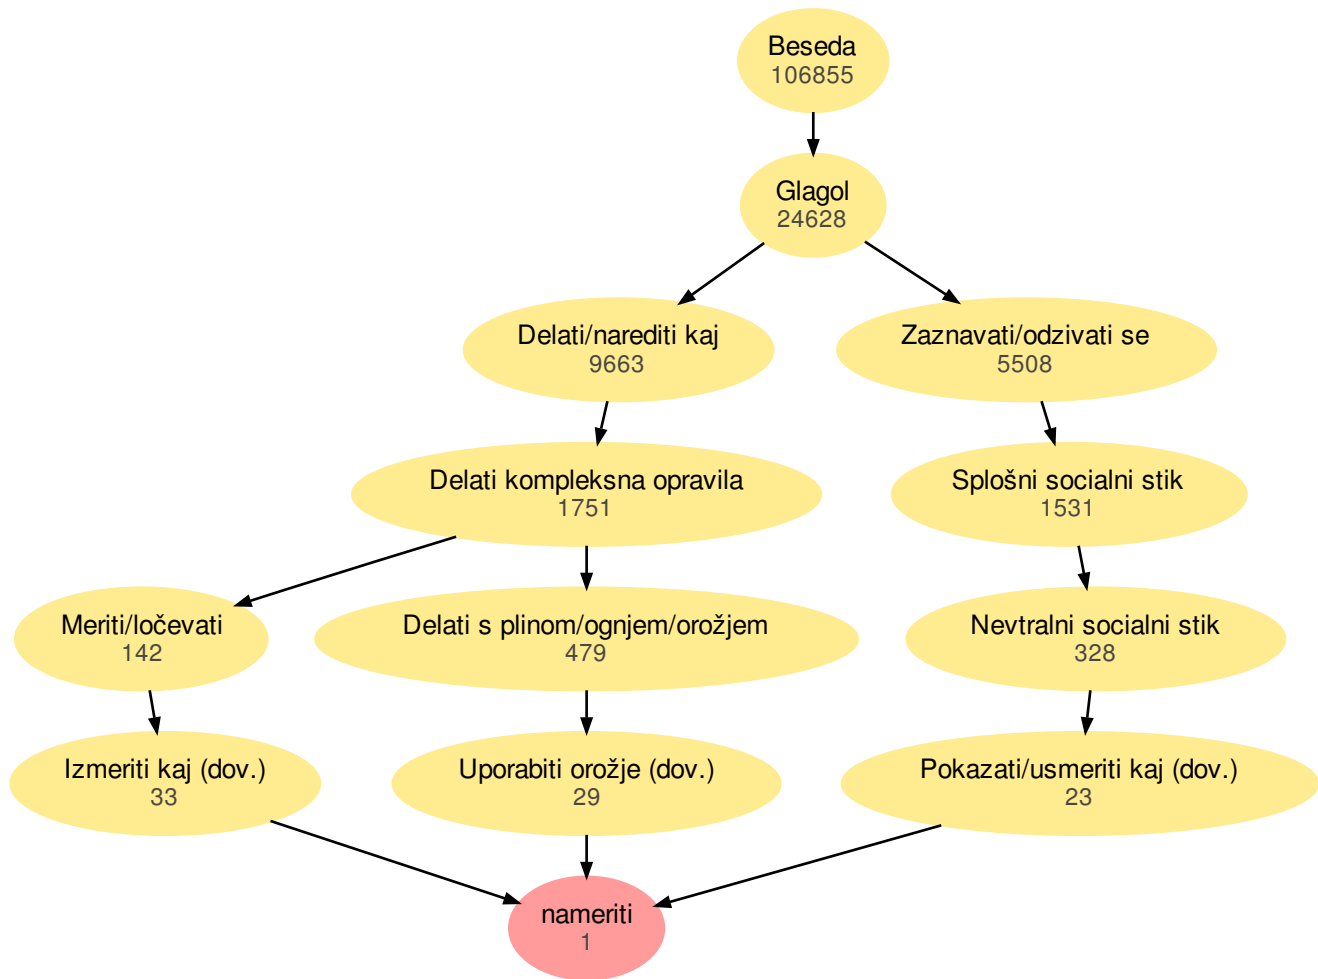 Beseda
106855
Glagol
24628
Delati/narediti kaj
9663
Zaznavati/odzivati se
5508
Delati kompleksna opravila
1751
Splošni socialni stik
1531
Meriti/ločevati
142
Delati s plinom/ognjem/orožjem
479
Nevtralni socialni stik
328
Izmeriti kaj (dov.)
33
Uporabiti orožje (dov.)
29
Pokazati/usmeriti kaj (dov.)
23
nameriti
1